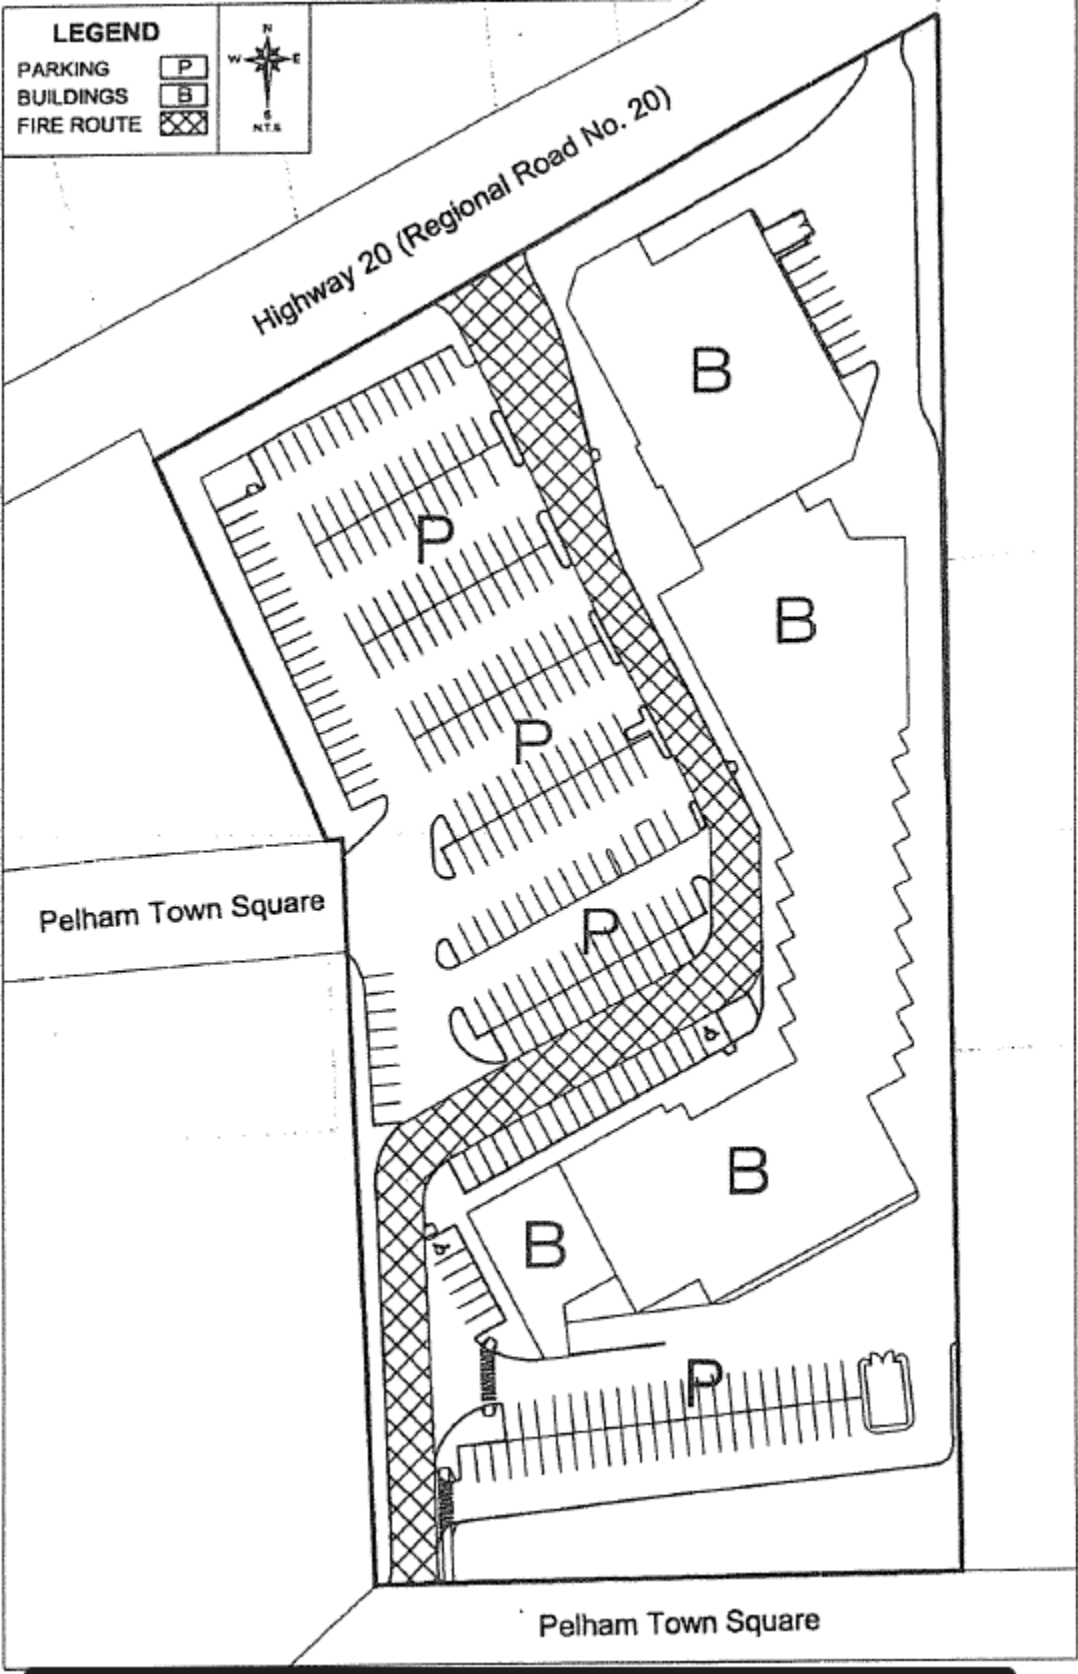 LEGEND
PARKING P
BUILDINGS B
FIRE ROUTE
N
W E
S
N.T.S
Highway 20 (Regional Road No. 20)
B
P
B
P
Pelham Town Square
P
B
B
P
Pelham Town Square